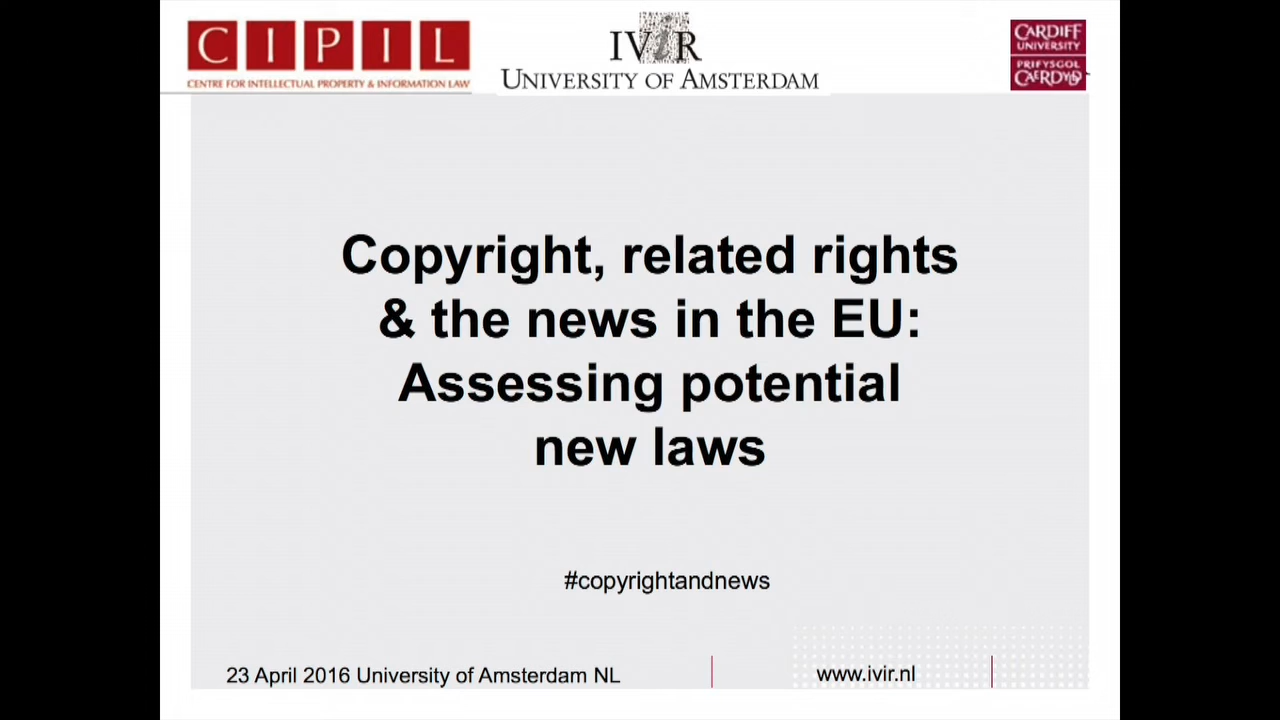 CIPIL
CENTRE FOR INTELLECTUAL PROPERTY & INFORMATION LAW
IViR
UNIVERSITY OF AMSTERDAM
CARDIFF
UNIVERSITY
PRIFYSGOL
CAERDYDD
Copyright, related rights
& the news in the EU:
Assessing potential
new laws
#copyrightandnews
23 April 2016 University of Amsterdam NL
www.ivir.nl